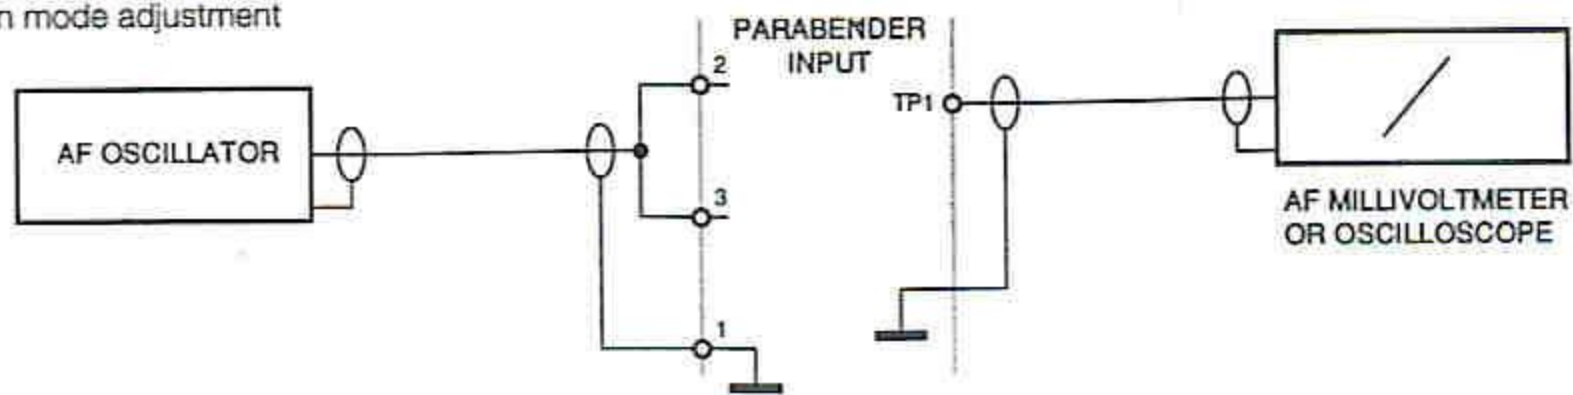 n mode adjustment
PARABENDER
INPUT
2
TP1
AF OSCILLATOR
3
AF MILLIVOLTMETER
OR OSCILLOSCOPE
1